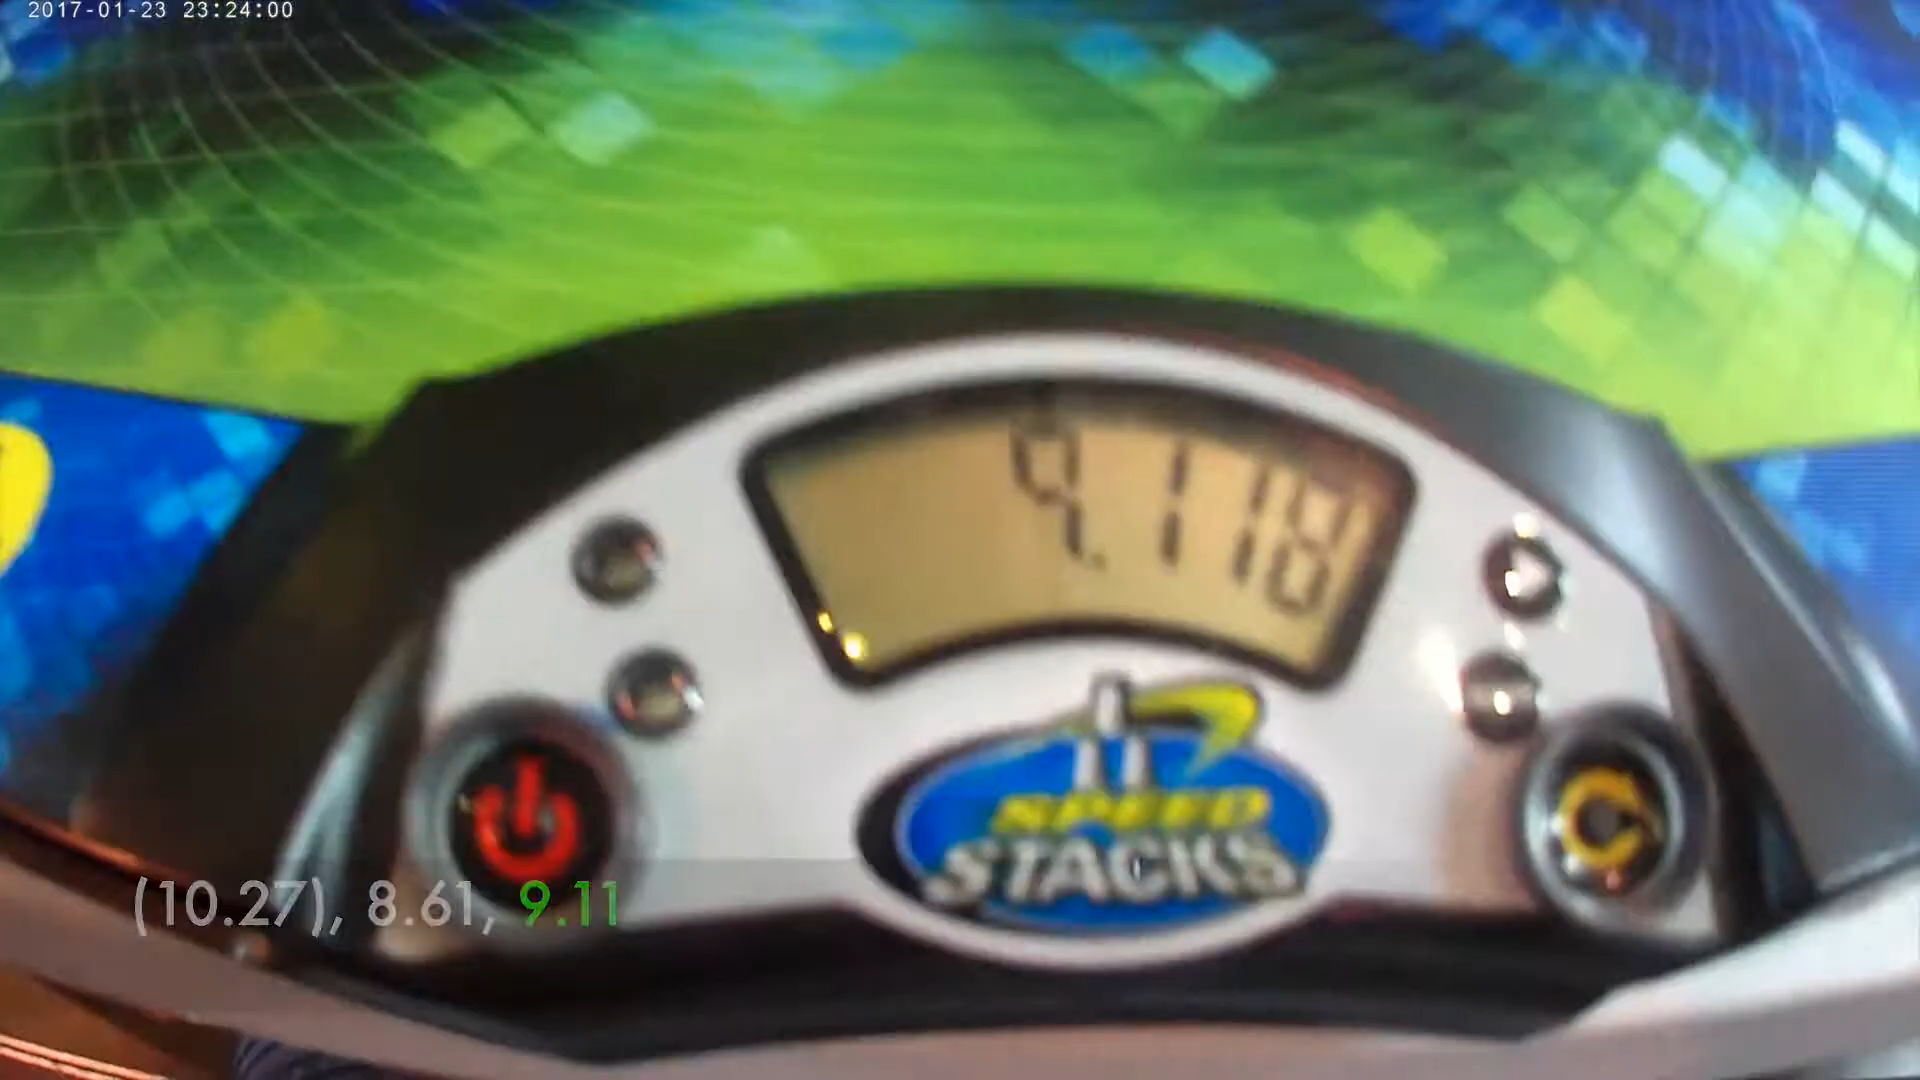 2017-01-23 23:24:00
9.118
SPEED
STACKS
(10.27), 8.61, 9.11